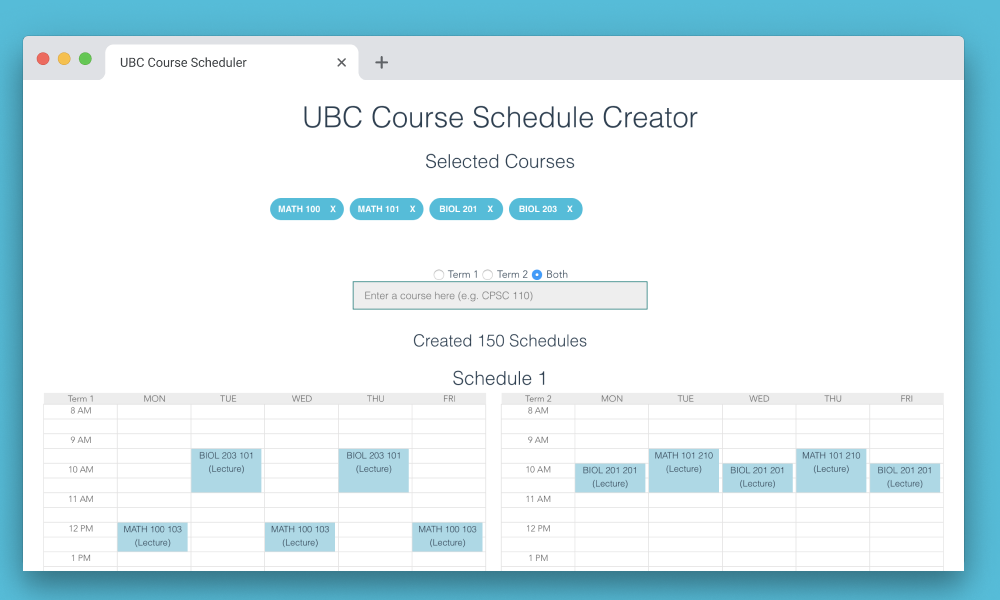 UBC Course Scheduler
UBC Course Schedule Creator
Selected Courses
MATH 100 X MATH 101 X BIOL 201 X BIOL 203 X
Term 1 Term 2 Both
Enter a course here (e.g. CPSC 110)
Created 150 Schedules
Schedule 1
Term 1 MON TUE WED THU FRI
8 AM
9 AM
BIOL 203 101 BIOL 203 101
(Lecture) (Lecture)
10 AM
11 AM
12 PM MATH 100 103 MATH 100 103 MATH 100 103
(Lecture) (Lecture) (Lecture)
1 PM
Term 2 MON TUE WED THU FRI
8 AM
9 AM
MATH 101 210 MATH 101 210
(Lecture) (Lecture)
10 AM BIOL 201 201 BIOL 201 201 BIOL 201 201
(Lecture) (Lecture) (Lecture)
11 AM
12 PM
1 PM